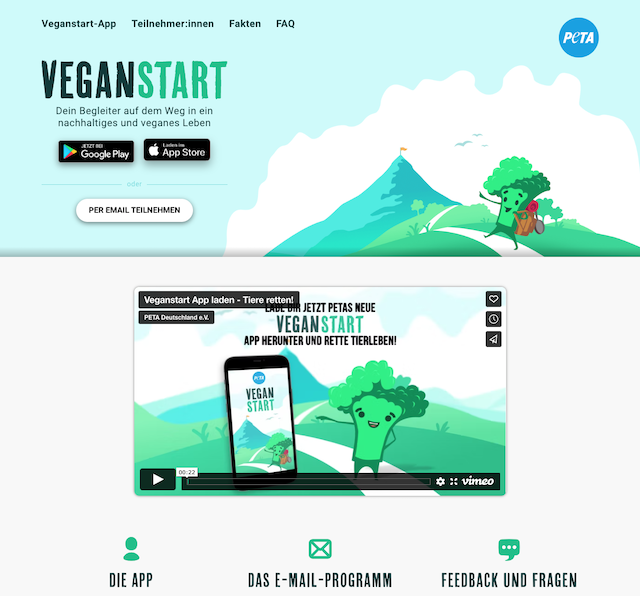 Veganstart-App Teilnehmer:innen Fakten FAQ
PeTA
VEGANSTART
Dein Begleiter auf dem Weg in ein
nachhaltiges und veganes Leben
JETZT BEI
Google Play
Laden im
App Store
oder
PER EMAIL TEILNEHMEN
Veganstart App laden - Tiere retten!
PETA Deutschland e.V.
LADE DIR JETZT PETAS NEUE
VEGANSTART
APP HERUNTER UND RETTE TIERLEBEN!
PeTA
VEGAN
START
00:22
vimeo
DIE APP
DAS E-MAIL-PROGRAMM
FEEDBACK UND FRAGEN